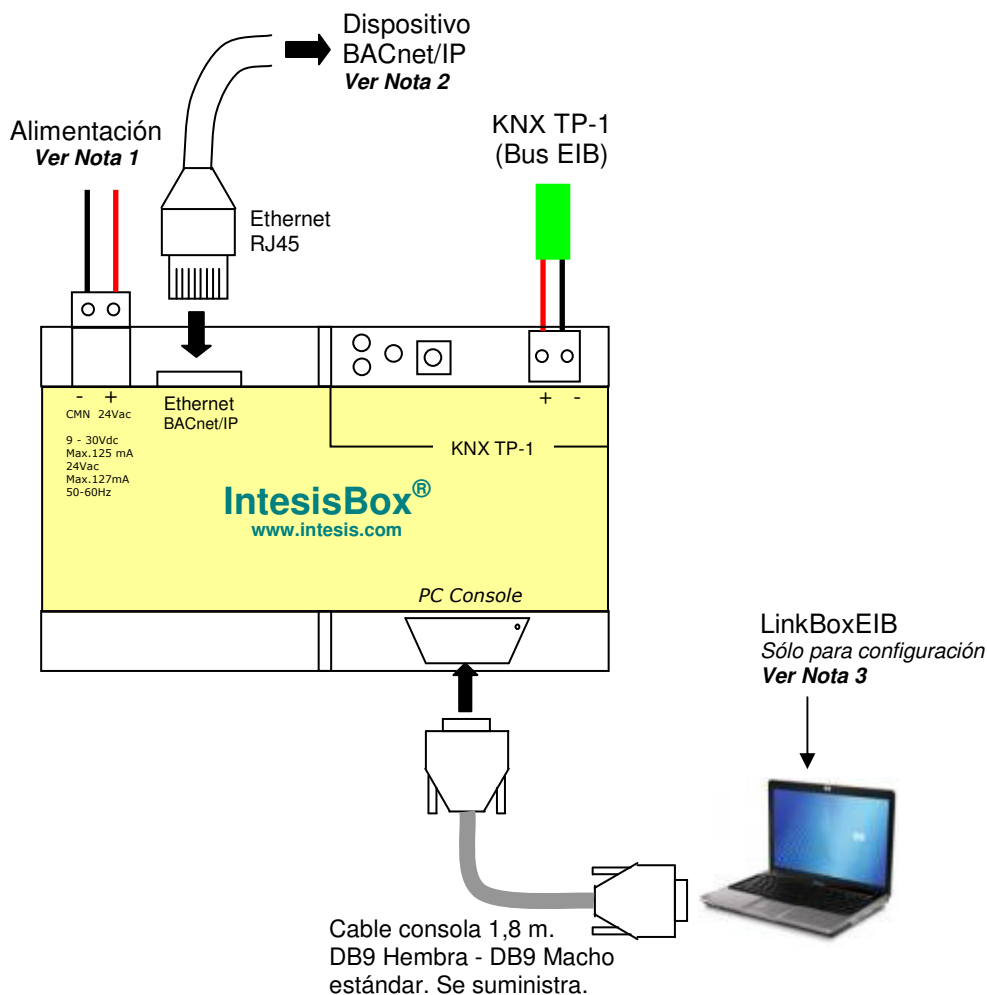 Dispositivo
BACnet/IP
Ver Nota 2
Alimentación
Ver Nota 1
KNX TP-1
(Bus EIB)
Ethernet
RJ45
- +
CMN 24Vac
9 - 30Vdc
Max.125 mA
24Vac
Max.127mA
50-60Hz
Ethernet
BACnet/IP
+ -
KNX TP-1
IntesisBox®
www.intesis.com
PC Console
LinkBoxEIB
Sólo para configuración
Ver Nota 3
Cable consola 1,8 m.
DB9 Hembra - DB9 Macho
estándar. Se suministra.